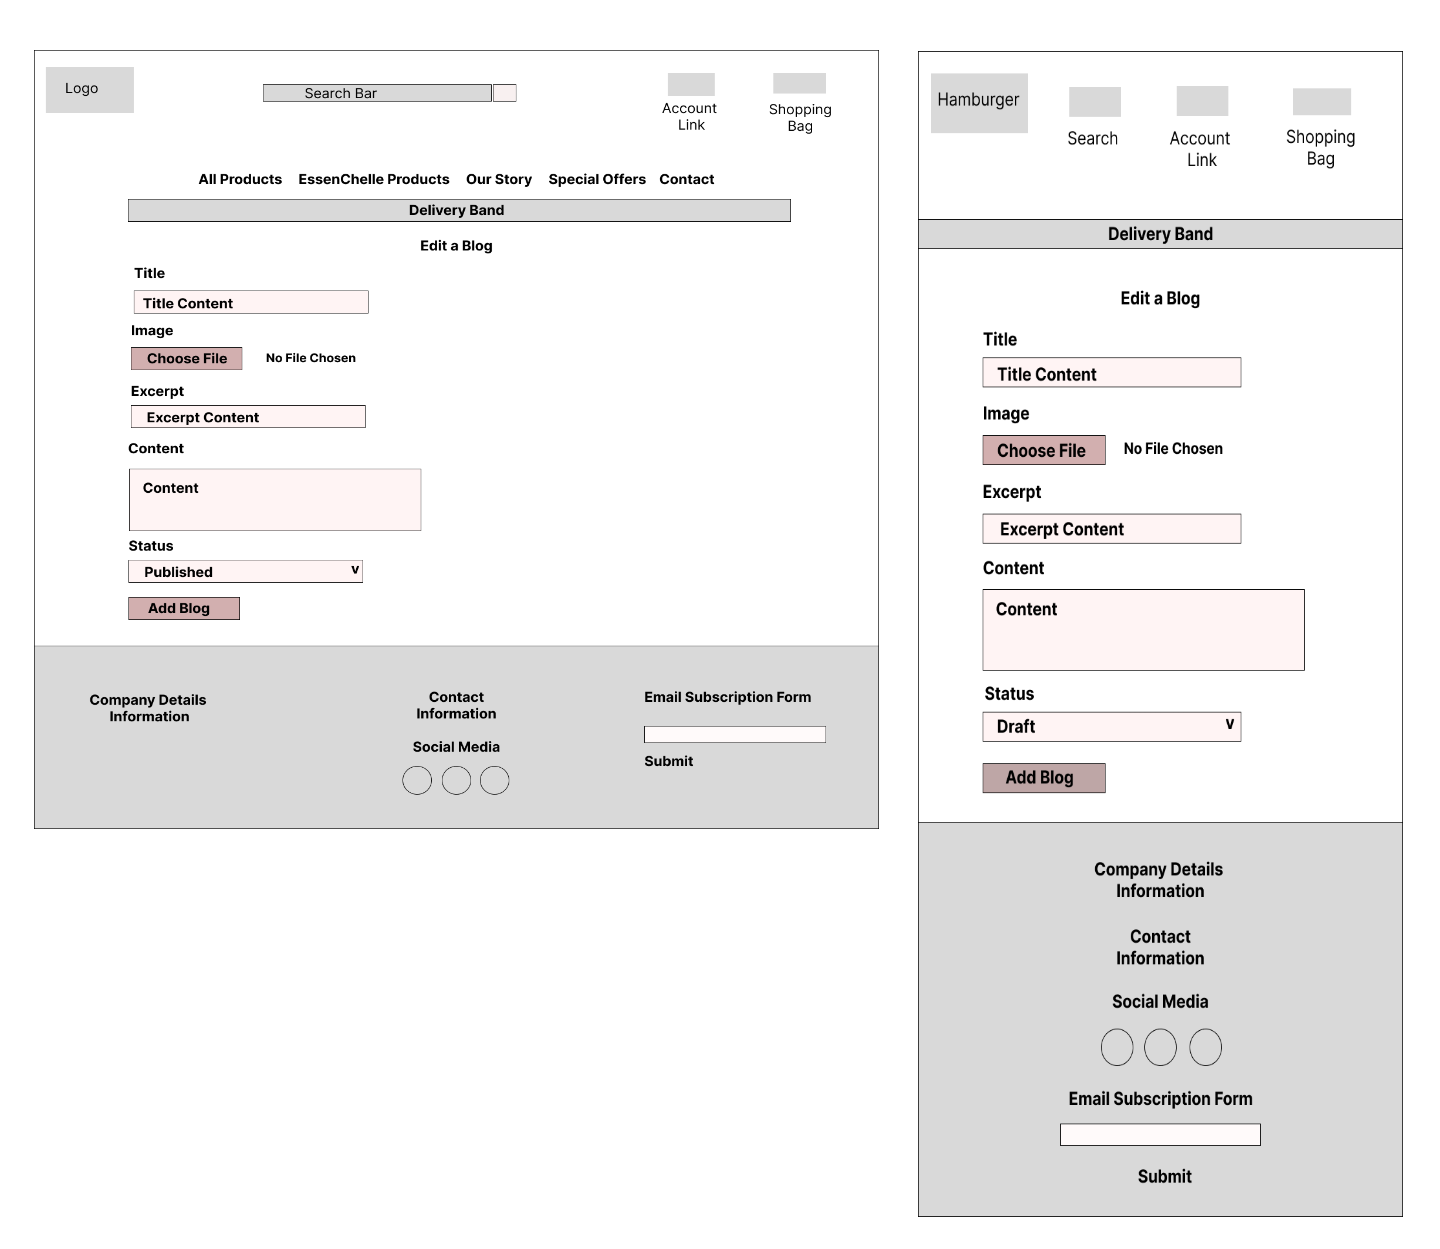 Logo
Search Bar
Account
Link
Shopping
Bag
All Products EssenChelle Products Our Story Special Offers Contact
Delivery Band
Edit a Blog
Title
Title Content
Image
Choose File No File Chosen
Excerpt
Excerpt Content
Content
Content
Status
Published v
Add Blog
Company Details
Information
Contact
Information
Social Media
Email Subscription Form
Submit
Hamburger
Search
Account
Link
Shopping
Bag
Delivery Band
Edit a Blog
Title
Title Content
Image
Choose File No File Chosen
Excerpt
Excerpt Content
Content
Content
Status
Draft v
Add Blog
Company Details
Information
Contact
Information
Social Media
Email Subscription Form
Submit